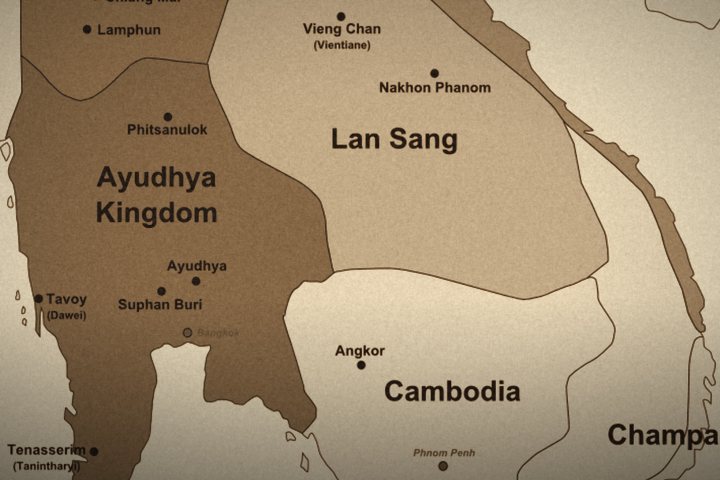 Lamphun
Vieng Chan
(Vientiane)
Nakhon Phanom
Phitsanulok
Lan Sang
Ayudhya
Kingdom
Ayudhya
Suphan Buri
Tavoy
(Dawei)
Bangkok
Angkor
Cambodia
Champa
Tenasserim
(Tanintharyi)
Phnom Penh